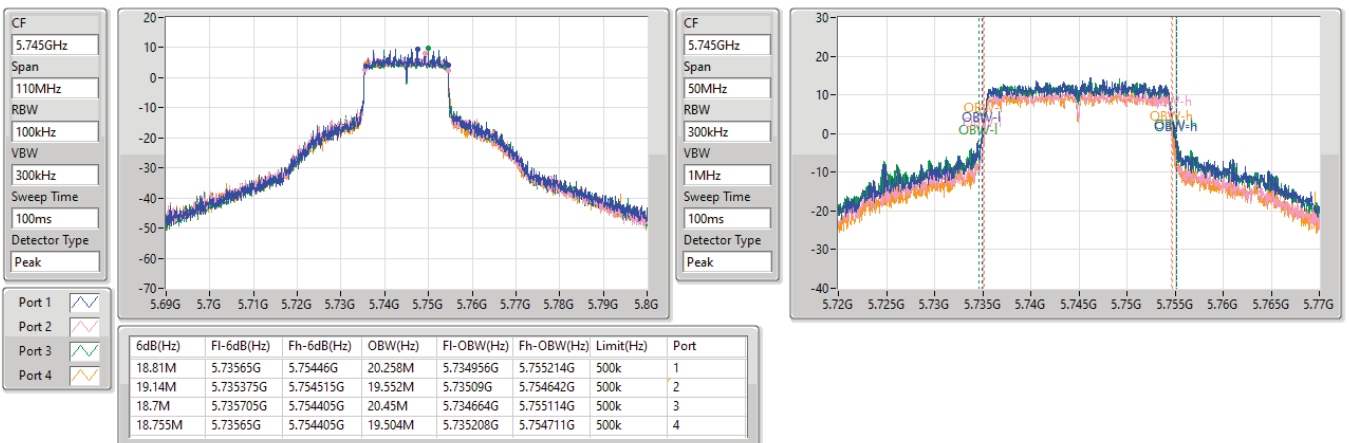 CF
5.745GHz
Span
110MHz
RBW
100kHz
VBW
300kHz
Sweep Time
100ms
Detector Type
Peak
20-
10-
0-
-10-
-20-
-30-
-40-
-50-
-60-
-70-
5.69G 5.7G 5.71G 5.72G 5.73G 5.74G 5.75G 5.76G 5.77G 5.78G 5.79G 5.8G
CF
5.745GHz
Span
50MHz
RBW
300kHz
VBW
1MHz
Sweep Time
100ms
Detector Type
Peak
30-
20-
10-
0-
-10-
-20-
-30-
-40-
OBW-l
OBW-l
OBW-h
OBW-h
5.72G 5.725G 5.73G 5.735G 5.74G 5.745G 5.75G 5.755G 5.76G 5.765G 5.77G
Port 1
Port 2
Port 3
Port 4
6dB(Hz) Fl-6dB(Hz) Fh-6dB(Hz) OBW(Hz) Fl-OBW(Hz) Fh-OBW(Hz) Limit(Hz) Port
18.81M 5.73565G 5.75446G 20.258M 5.734956G 5.755214G 500k 1
19.14M 5.735375G 5.754515G 19.552M 5.73509G 5.754642G 500k 2
18.7M 5.735705G 5.754405G 20.45M 5.734664G 5.755114G 500k 3
18.755M 5.73565G 5.754405G 19.504M 5.735208G 5.754711G 500k 4